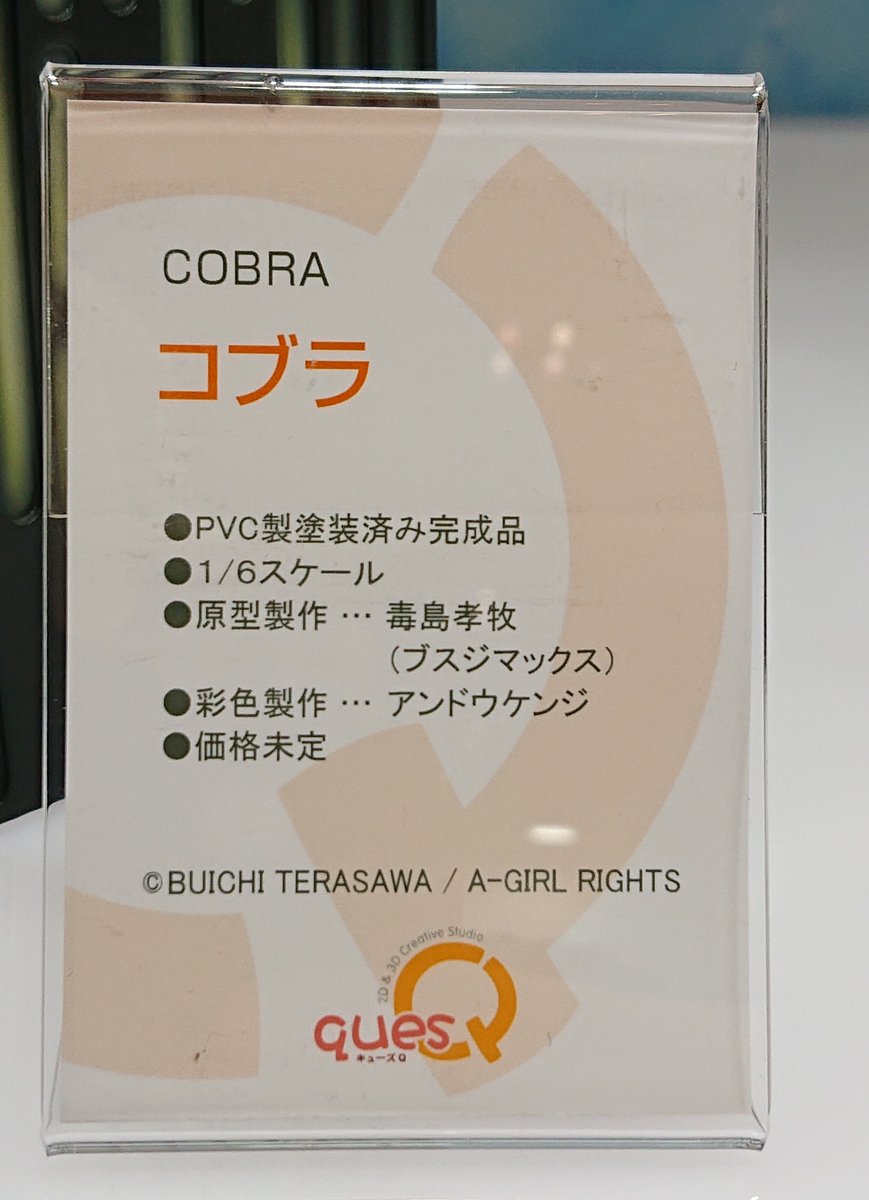 COBRA
コブラ
●PVC製塗装済み完成品
●1/6スケール
●原型製作 … 毒島孝牧
（ブスジマックス）
●彩色製作 … アンドウケンジ
●価格未定
©BUICHI TERASAWA / A-GIRL RIGHTS
2D & 3D Creative Studio
quesQ
キューズQ